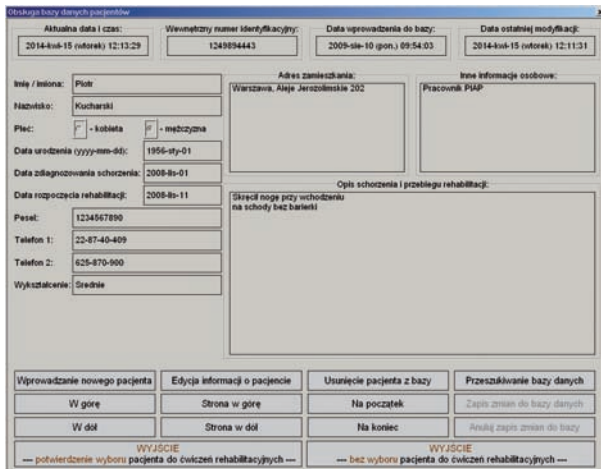 Obsługa bazy danych pacjentów
Aktualna data i czas:
2014-kwi-15 (wtorek) 12:13:29
Wewnętrzny numer identyfikacyjny:
1249894443
Data wprowadzenia do bazy:
2009-sie-10 (pon.) 09:54:03
Data ostatniej modyfikacji:
2014-kwi-15 (wtorek) 12:11:31
Imię / imiona: Piotr
Nazwisko: Kucharski
Płeć: - kobieta - mężczyzna
Data urodzenia (yyyy-mm-dd): 1956-sty-01
Data zdiagnozowania schorzenia: 2008-lis-01
Data rozpoczęcia rehabilitacji: 2008-lis-11
Pesel: 1234567890
Telefon 1: 22-87-40-409
Telefon 2: 625-870-900
Wykształcenie: Srednie
Adres zamieszkania:
Warszawa, Aleje Jerozolimskie 202
Inne informacje osobowe:
Pracownik PIAP
Opis schorzenia i przebiegu rehabilitacji:
Skręcił nogę przy wchodzeniu
na schody bez barierki
Wprowadzanie nowego pacjenta
Edycja informacji o pacjencie
Usunięcie pacjenta z bazy
Przeszukiwanie bazy danych
W górę
Strona w górę
Na początek
Zapis zmian do bazy danych
W dół
Strona w dół
Na koniec
Anuluj zapis zmian do bazy
WYJŚCIE
--- potwierdzenie wyboru pacjenta do ćwiczeń rehabilitacyjnych ---
WYJŚCIE
--- bez wyboru pacjenta do ćwiczeń rehabilitacyjnych ---